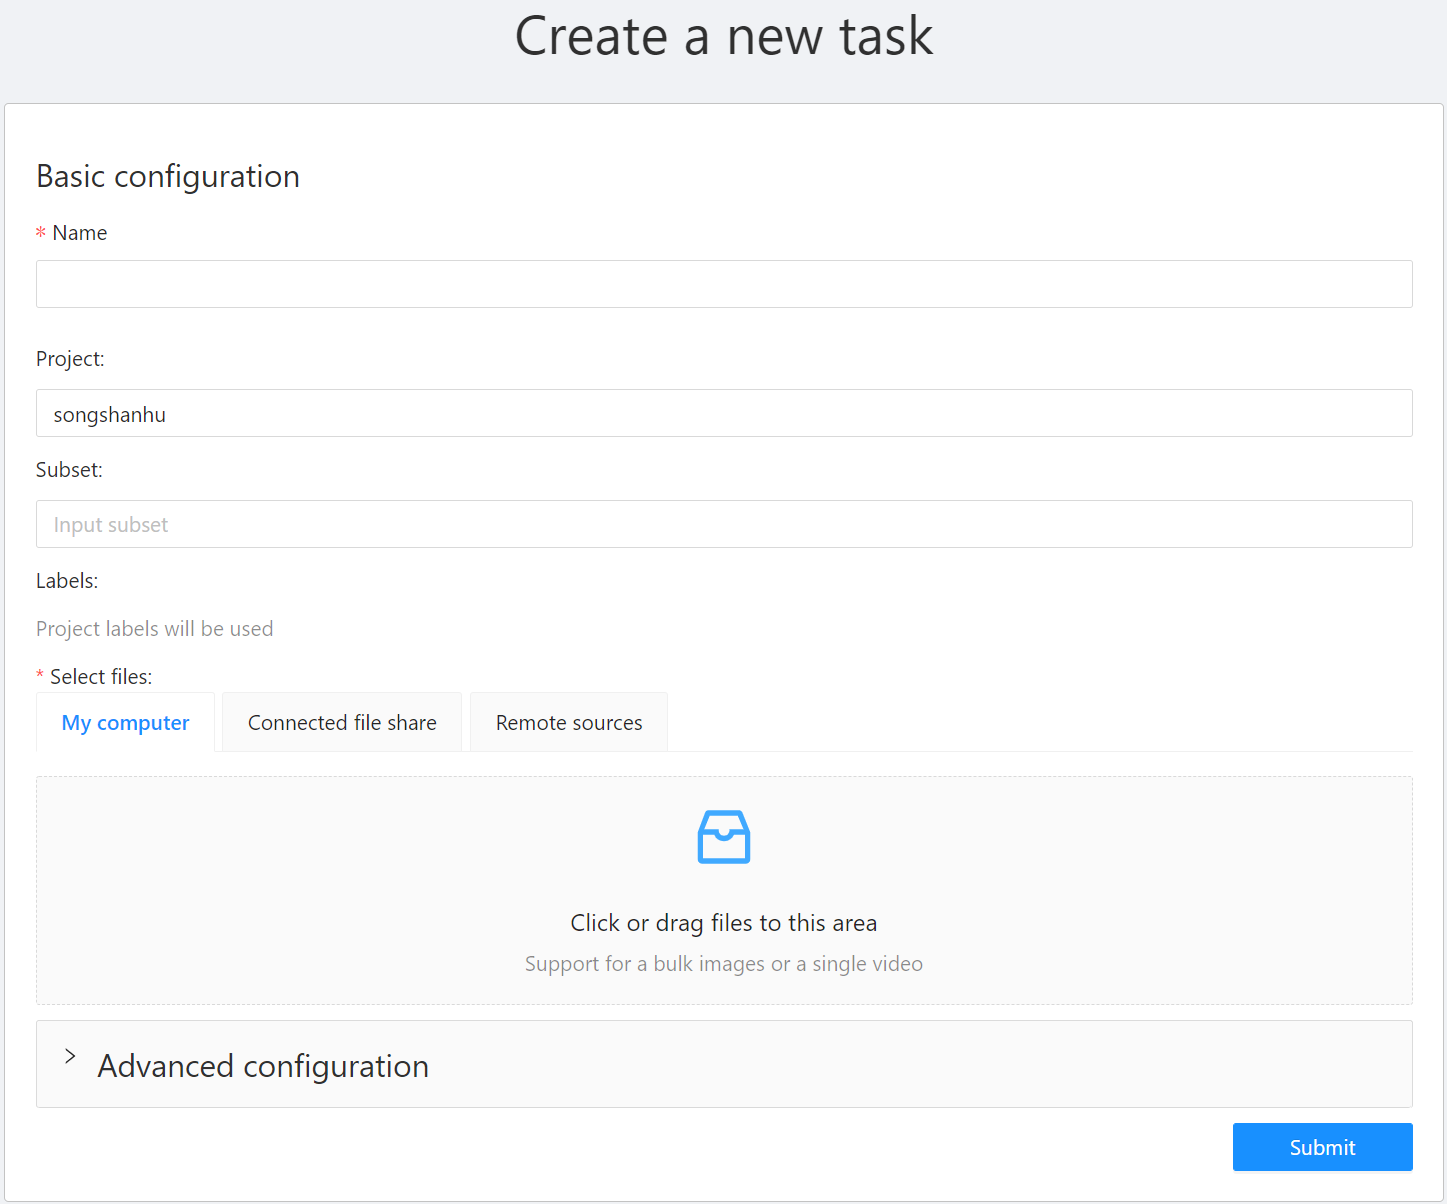 Create a new task
Basic configuration
* Name
Project:
songshanhu
Subset:
Input subset
Labels:
Project labels will be used
* Select files:
My computer
Connected file share
Remote sources
Click or drag files to this area
Support for a bulk images or a single video
Advanced configuration
Submit